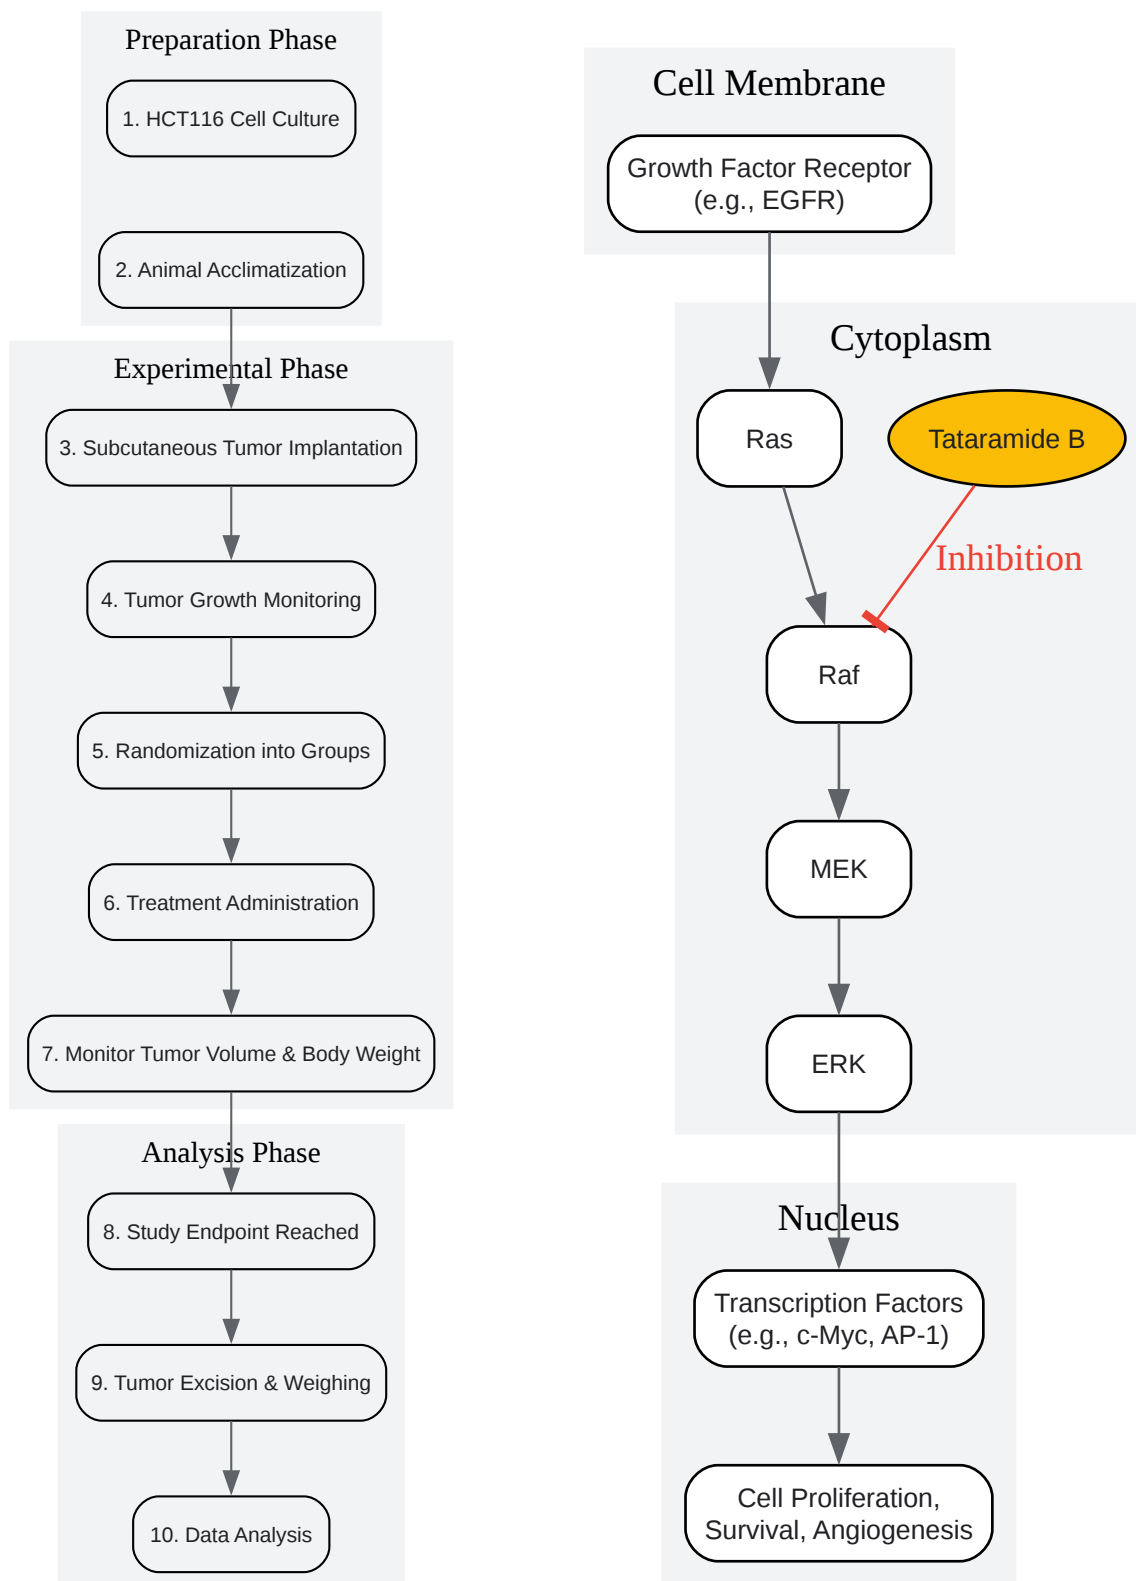 Preparation Phase
1. HCT116 Cell Culture
2. Animal Acclimatization
Experimental Phase
3. Subcutaneous Tumor Implantation
4. Tumor Growth Monitoring
5. Randomization into Groups
6. Treatment Administration
7. Monitor Tumor Volume & Body Weight
Analysis Phase
8. Study Endpoint Reached
9. Tumor Excision & Weighing
10. Data Analysis
Cell Membrane
Growth Factor Receptor
(e.g., EGFR)
Cytoplasm
Ras
Tataramide B
Inhibition
Raf
MEK
ERK
Nucleus
Transcription Factors
(e.g., c-Myc, AP-1)
Cell Proliferation,
Survival, Angiogenesis